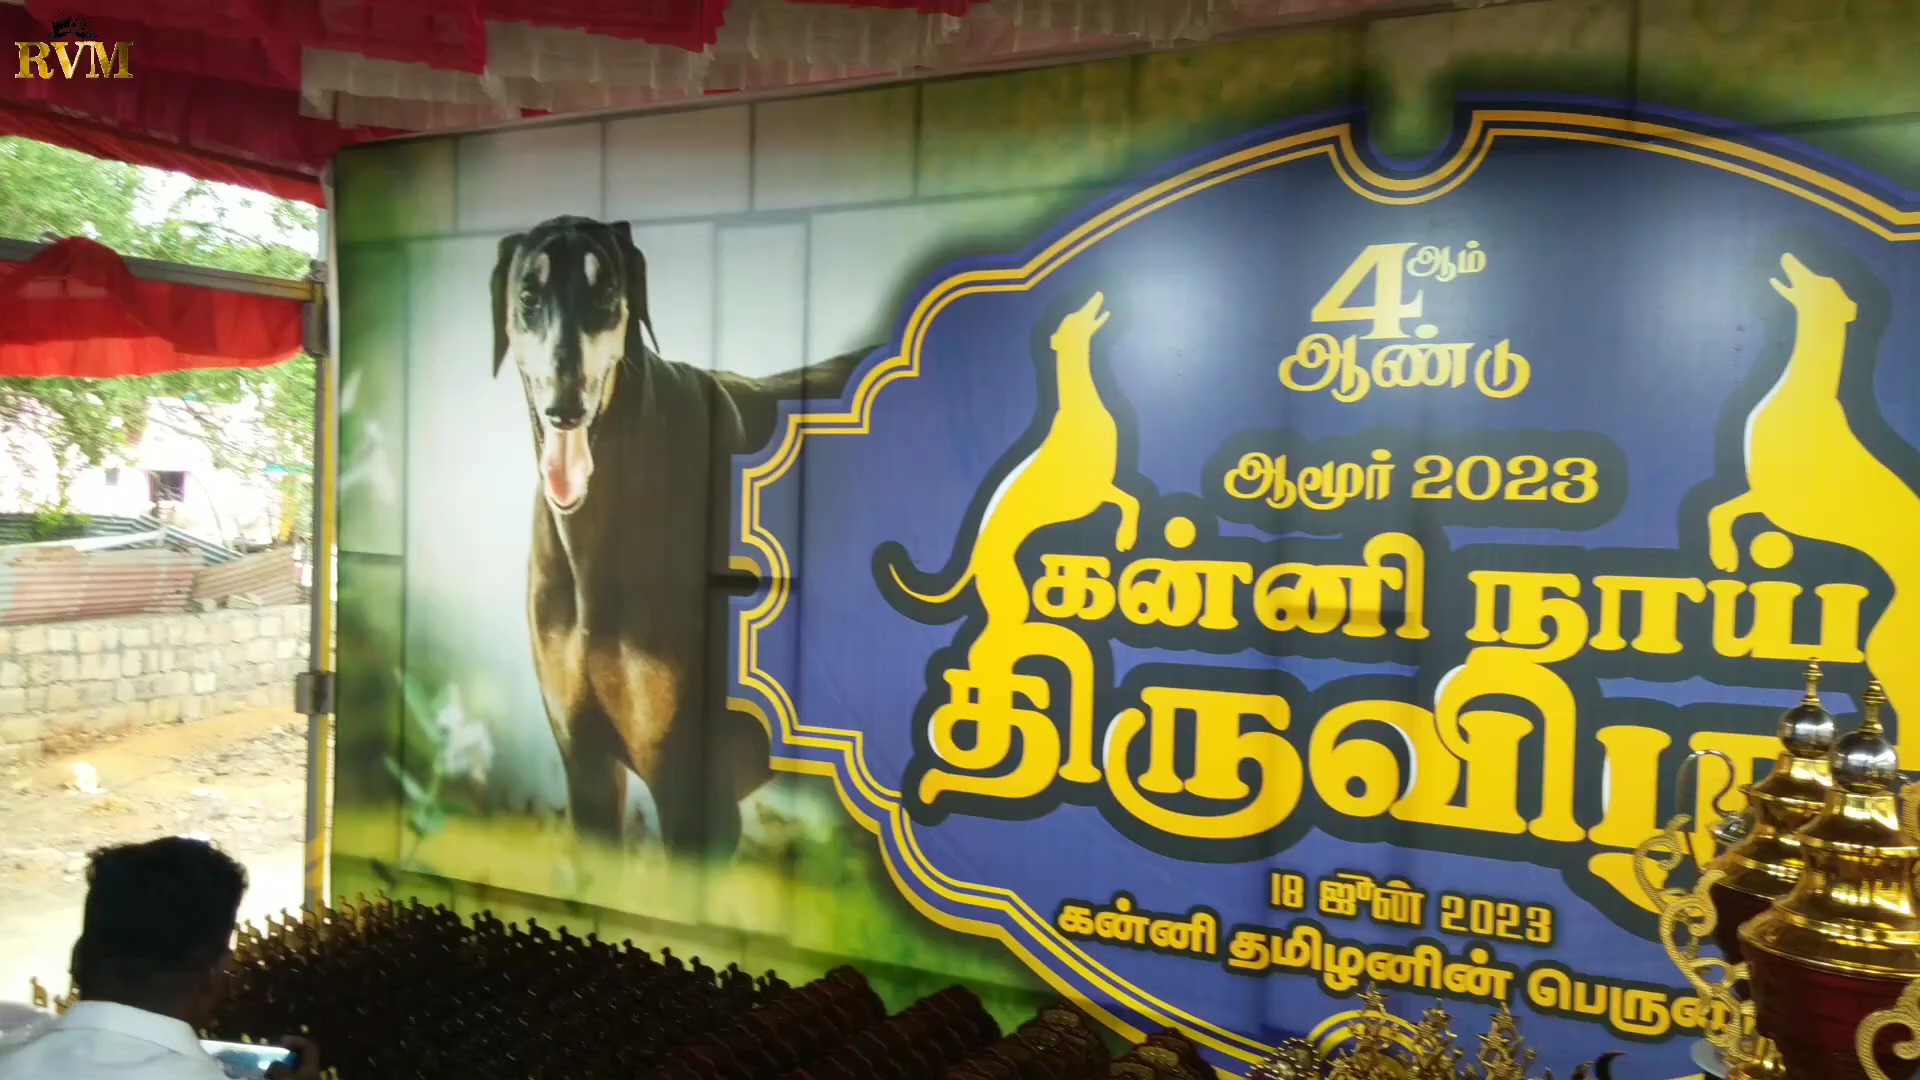 RVM
4ஆம்
ஆண்டு
ஆமூர் 2023
கன்னி நாய்
18 ஜூன் 2023
கன்னி தமிழனின்